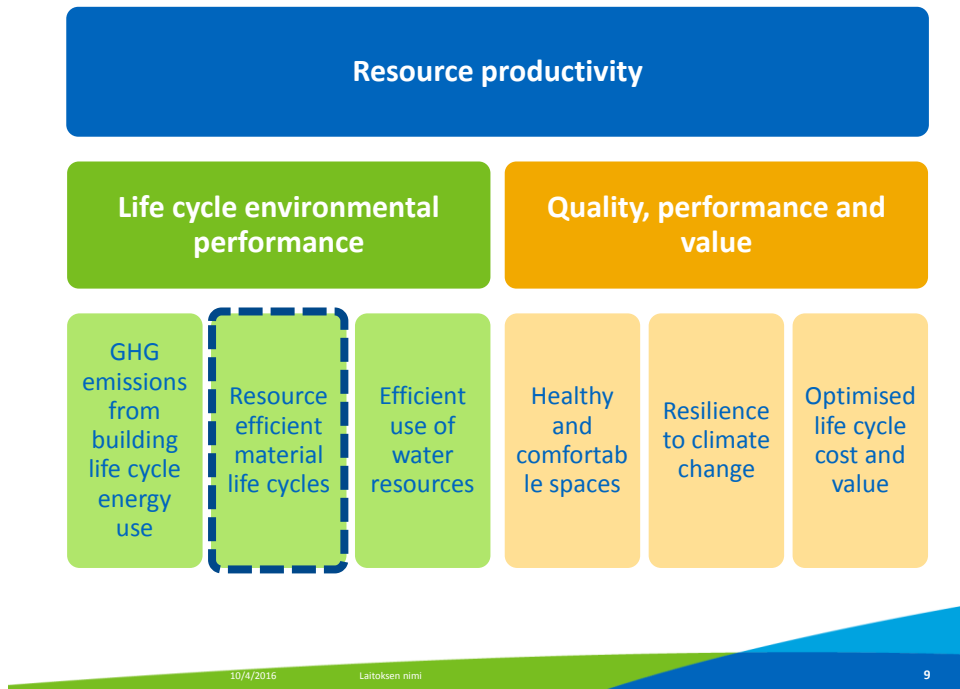 Resource productivity
Life cycle environmental
performance
Quality, performance and
value
GHG
emissions
from
building
life cycle
energy
use
Resource
efficient
material
life cycles
Efficient
use of
water
resources
Healthy
and
comfortab
le spaces
Resilience
to climate
change
Optimised
life cycle
cost and
value
10/4/2016
Laitoksen nimi
9